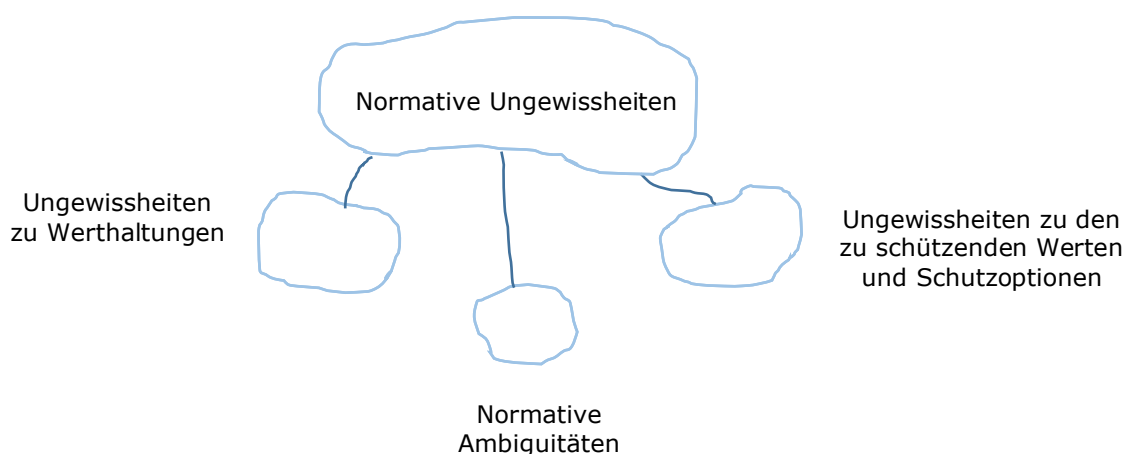 Normative Ungewissheiten
Ungewissheiten
zu Werthaltungen
Ungewissheiten zu den
zu schützenden Werten
und Schutzoptionen
Normative
Ambiguitäten